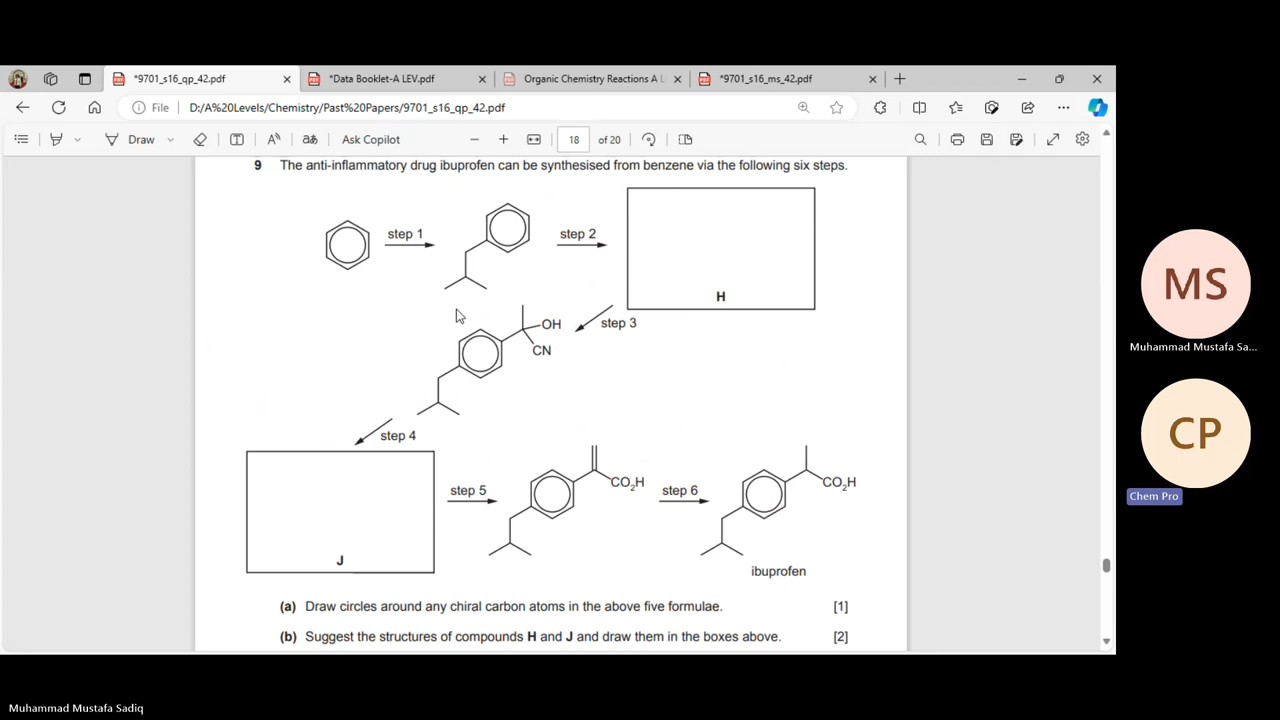 *9701_s16_qp_42.pdf
*Data Booklet-A LEV.pdf
Organic Chemistry Reactions A L
*9701_s16_ms_42.pdf
File
D:/A%20Levels/Chemistry/Past%20Papers/9701_s16_qp_42.pdf
Draw
Ask Copilot
18
of 20
9 The anti-inflammatory drug ibuprofen can be synthesised from benzene via the following six steps.
step 1
step 2
H
step 3
OH
CN
step 4
J
step 5
CO2H
step 6
CO2H
ibuprofen
(a) Draw circles around any chiral carbon atoms in the above five formulae. [1]
(b) Suggest the structures of compounds H and J and draw them in the boxes above. [2]
MS
Muhammad Mustafa Sa...
CP
Chem Pro
Muhammad Mustafa Sadiq